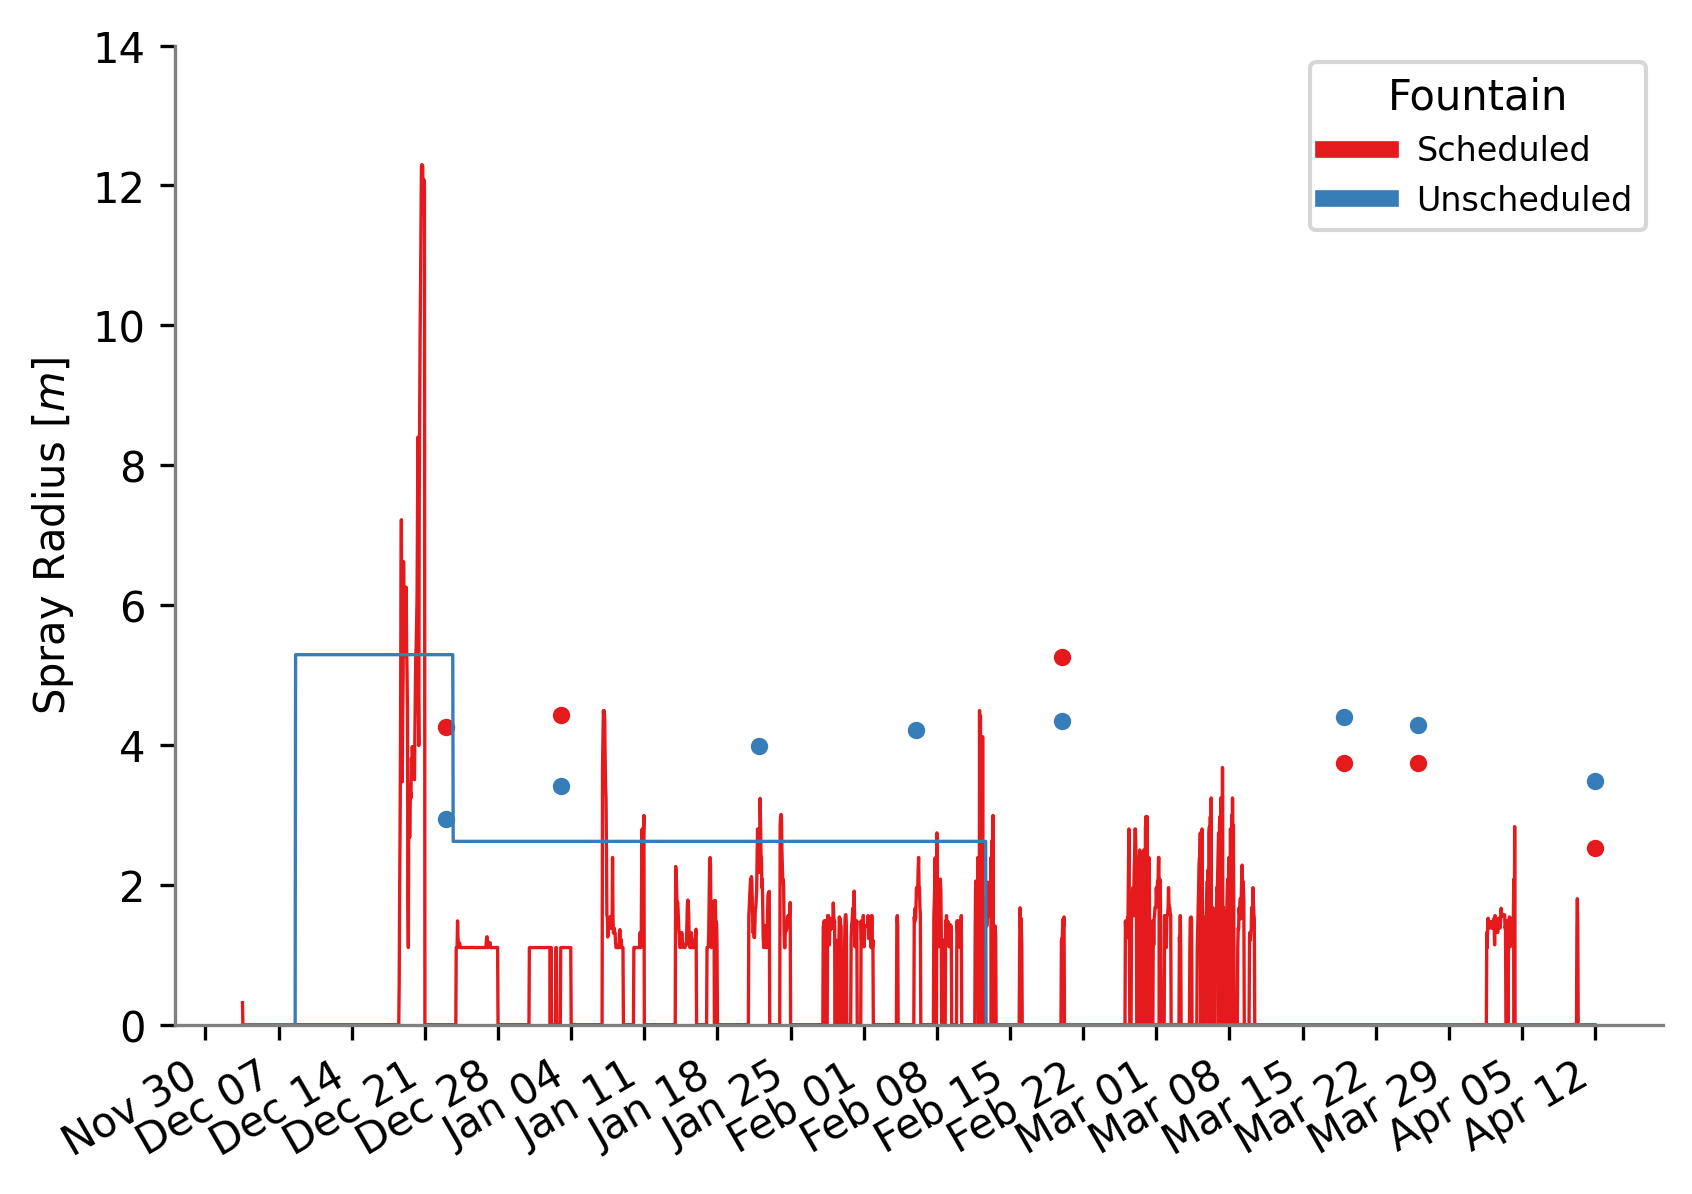 14
12
10
8
6
4
2
0
Spray Radius [m]
Fountain
Scheduled
Unscheduled
Nov 30
Dec 07
Dec 14
Dec 21
Dec 28
Jan 04
Jan 11
Jan 18
Jan 25
Feb 01
Feb 08
Feb 15
Feb 22
Mar 01
Mar 08
Mar 15
Mar 22
Mar 29
Apr 05
Apr 12